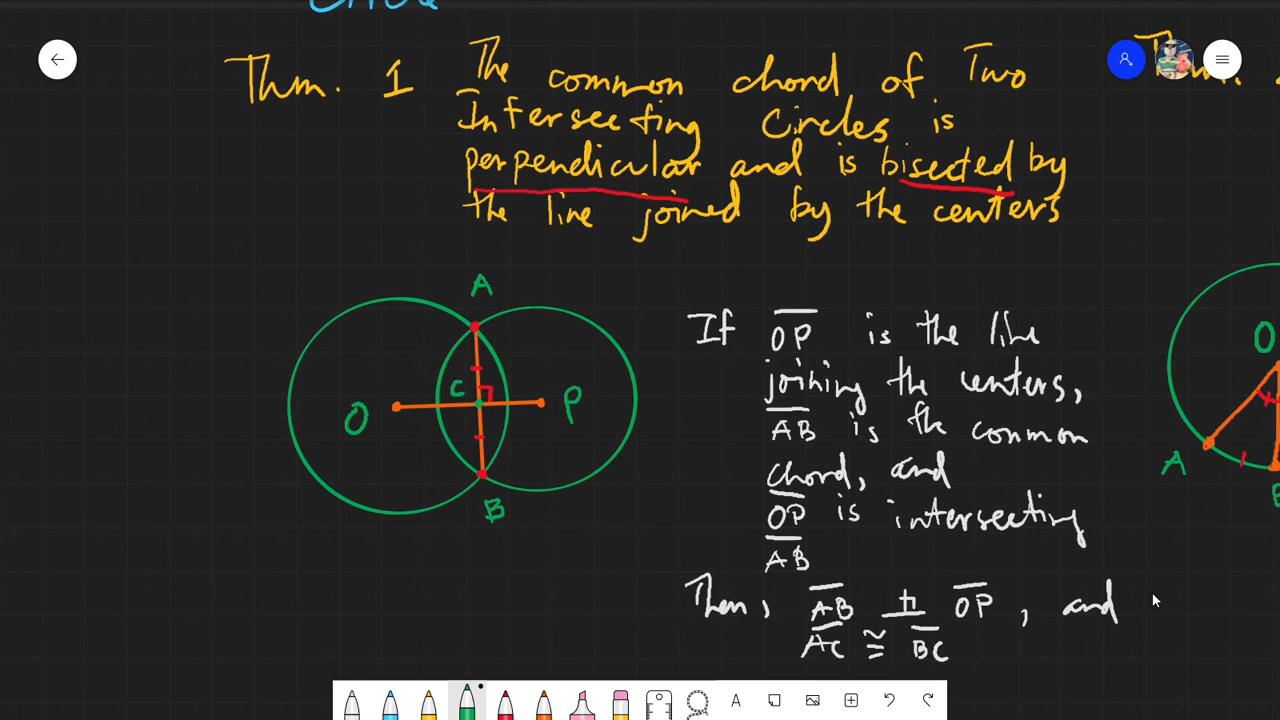 Thm. 1 The common chord of Two
Intersecting Circles is
perpendicular and is bisected by
the line joined by the centers
A
C
O
P
B
If OP is the line
joining the centers,
AB is the common
chord, and
OP is intersecting
AB
Then, AB ⊥ OP, and
AC ≅ BC
O
A
B
A